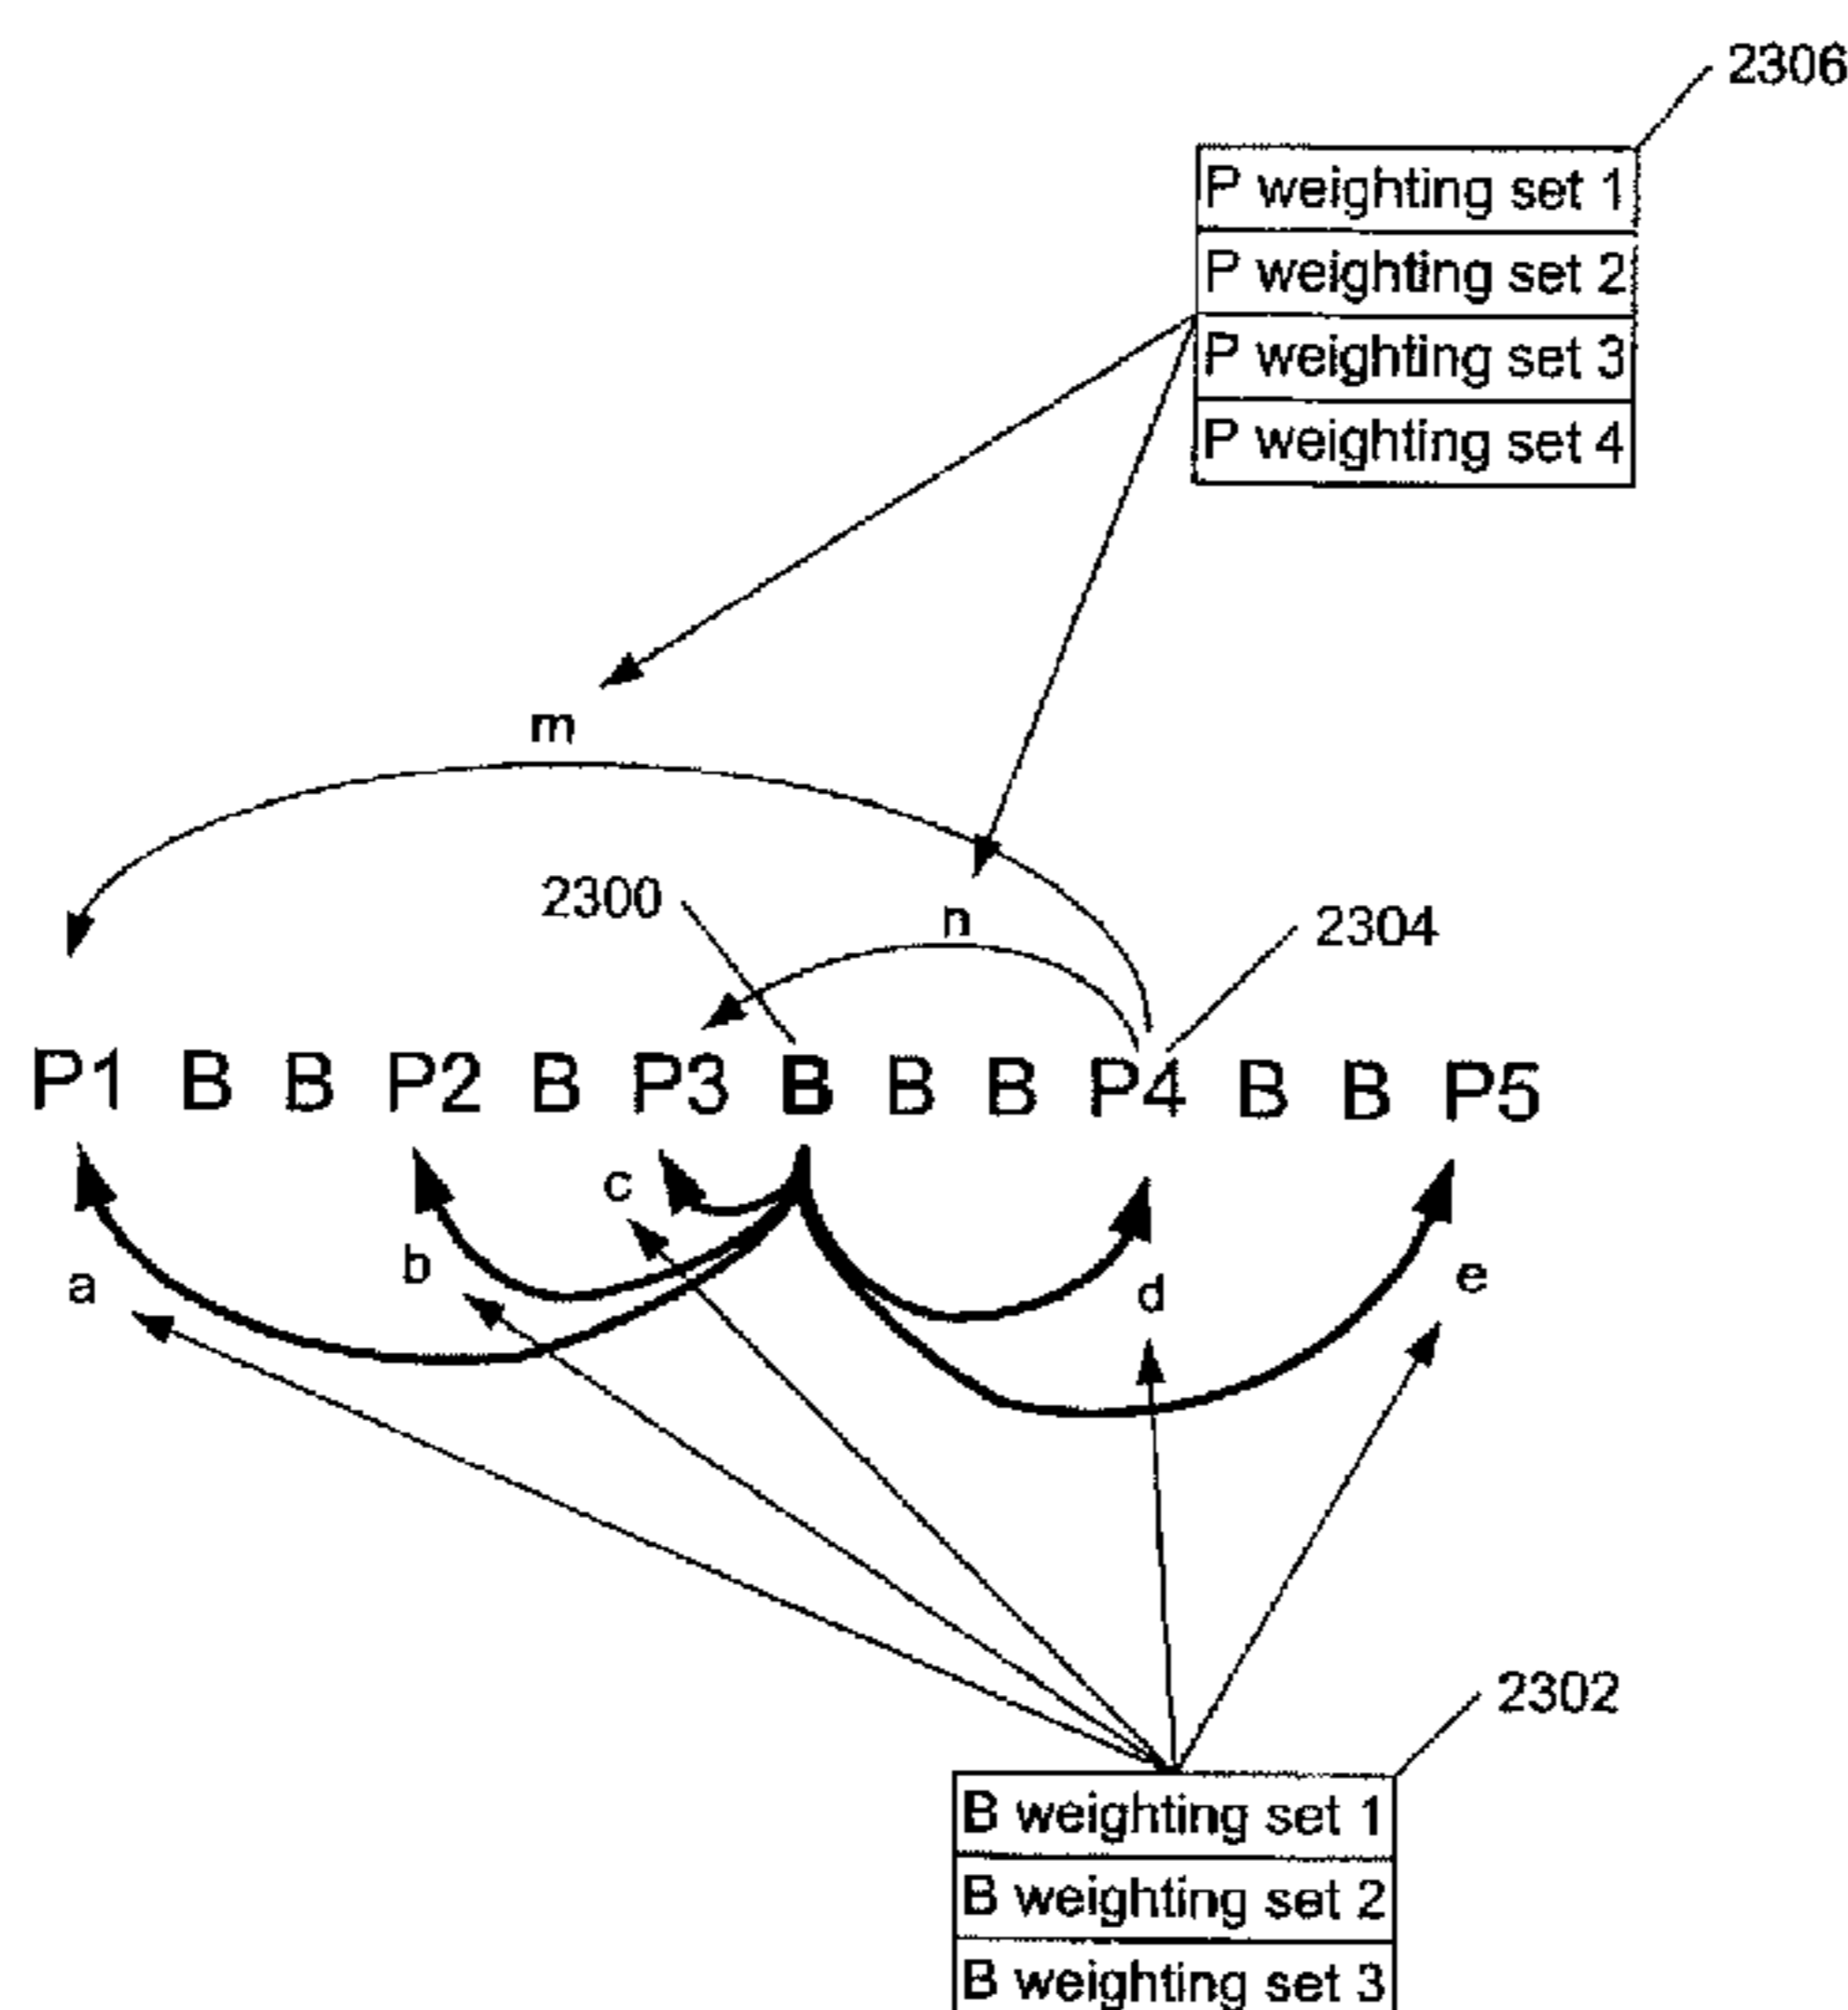 2306
P weighting set 1
P weighting set 2
P weighting set 3
P weighting set 4
m
2300
n
2304
P1 B B P2 B P3 B B B P4 B B P5
c
b
a
d
e
2302
B weighting set 1
B weighting set 2
B weighting set 3